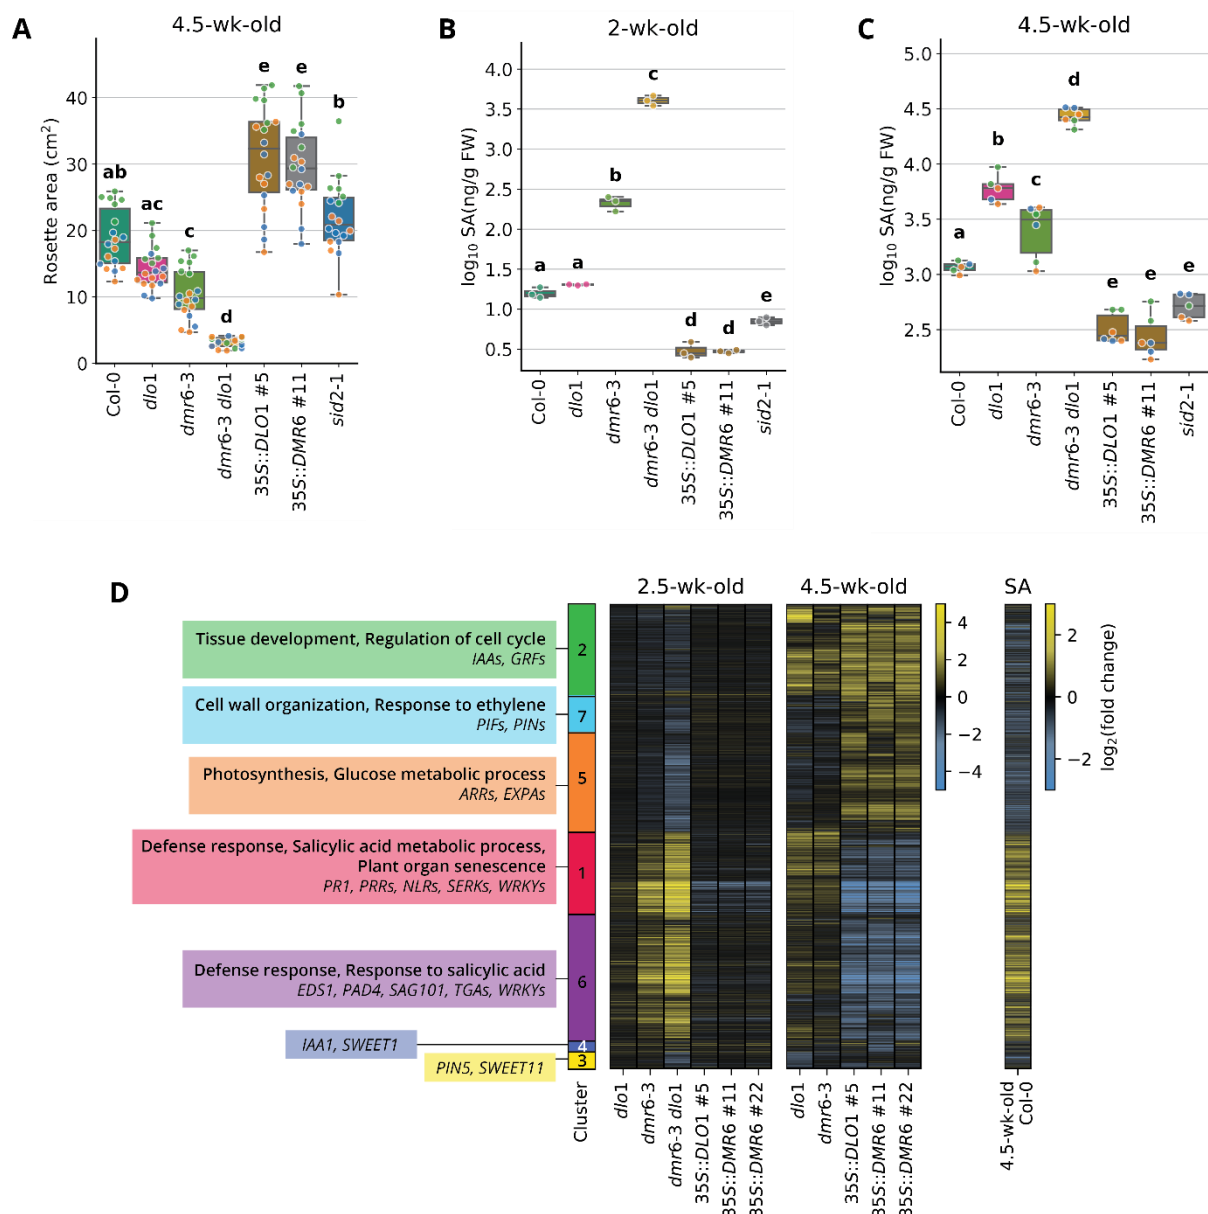 A
4.5-wk-old
Rosette area (cm²)
40
30
20
10
0
ab
ac
c
d
e
e
b
Col-0
dlo1
dmr6-3
dmr6-3 dlo1
35S::DLO1 #5
35S::DMR6 #11
sid2-1
B
2-wk-old
log₁₀ SA(ng/g FW)
4.0
3.5
3.0
2.5
2.0
1.5
1.0
0.5
a
a
b
c
d
d
e
Col-0
dlo1
dmr6-3
dmr6-3 dlo1
35S::DLO1 #5
35S::DMR6 #11
sid2-1
C
4.5-wk-old
log₁₀ SA(ng/g FW)
5.0
4.5
4.0
3.5
3.0
2.5
a
b
c
d
e
e
e
Col-0
dlo1
dmr6-3
dmr6-3 dlo1
35S::DLO1 #5
35S::DMR6 #11
sid2-1
D
2.5-wk-old
4.5-wk-old
SA
Tissue development, Regulation of cell cycle
IAAs, GRFs
Cell wall organization, Response to ethylene
PIFs, PINs
Photosynthesis, Glucose metabolic process
ARRs, EXPAs
Defense response, Salicylic acid metabolic process,
Plant organ senescence
PR1, PRRs, NLRs, SERKs, WRKYs
Defense response, Response to salicylic acid
EDS1, PAD4, SAG101, TGAs, WRKYs
IAA1, SWEET1
PIN5, SWEET11
2
7
5
1
6
4
3
Cluster
dlo1
dmr6-3
dmr6-3 dlo1
35S::DLO1 #5
35S::DMR6 #11
35S::DMR6 #22
dlo1
dmr6-3
35S::DLO1 #5
35S::DMR6 #11
35S::DMR6 #22
4
2
0
−2
−4
4.5-wk-old
Col-0
2
0
−2
log₂(fold change)